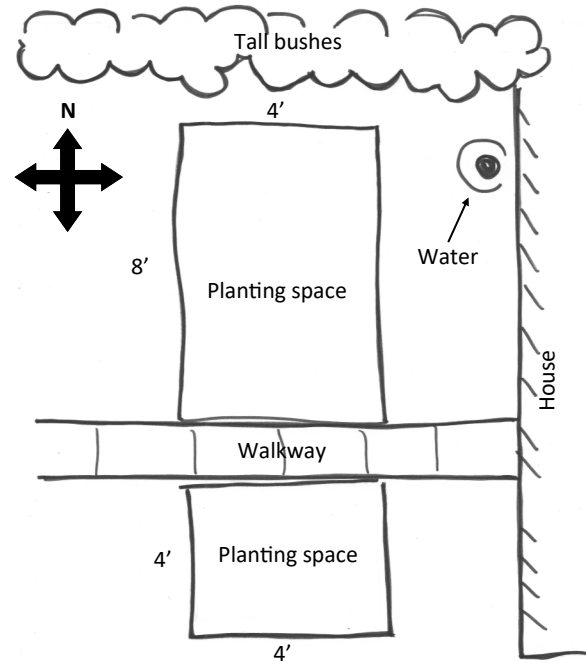 Tall bushes
4’
N
Water
8’
Planting space
House
Walkway
4’
Planting space
4’